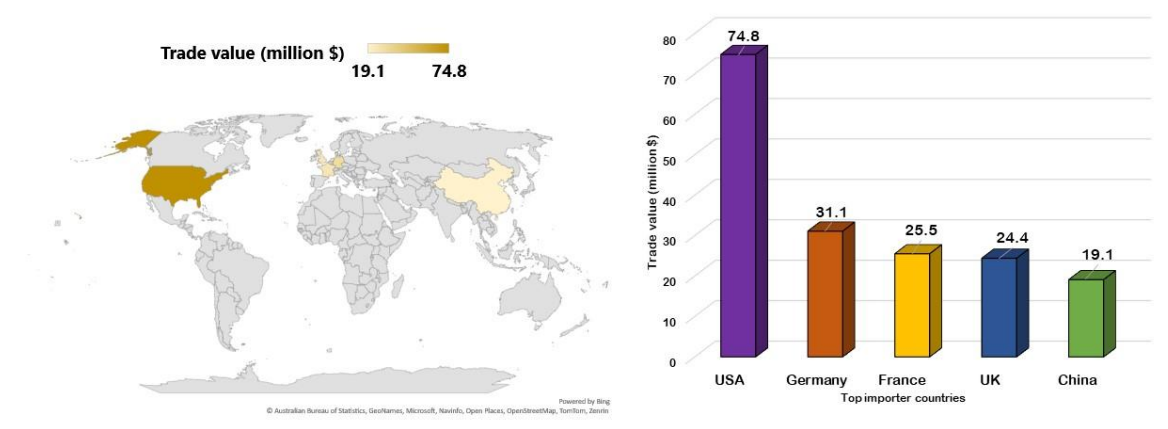 Trade value (million $)
19.1 74.8
Powered by Bing
© Australian Bureau of Statistics, GeoNames, Microsoft, Navinfo, Open Places, OpenStreetMap, TomTom, Zenrin
Trade value (million $)
80
70
60
50
40
30
20
10
0
74.8
31.1
25.5
24.4
19.1
USA Germany France UK China
Top importer countries